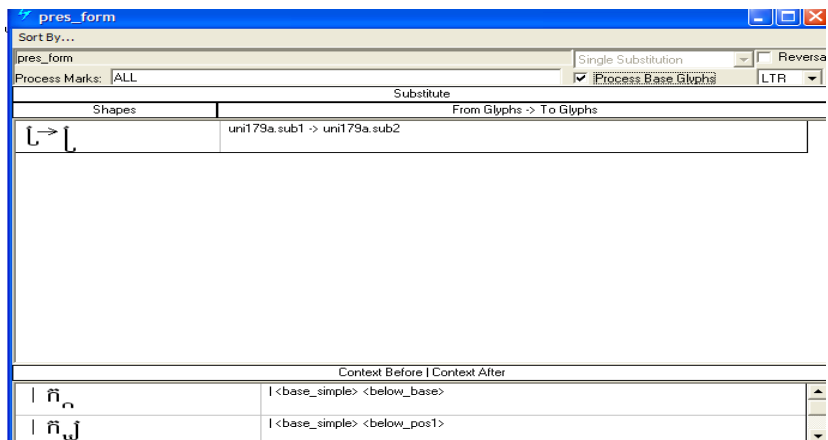 pres_form
Sort By...
pres_form Single Substitution Reversa
Process Marks: ALL Process Base Glyphs LTR
Substitute
Shapes From Glyphs -> To Glyphs
uni179a.sub1 -> uni179a.sub2
Context Before | Context After
| <base_simple> <below_base>
| <base_simple> <below_pos1>